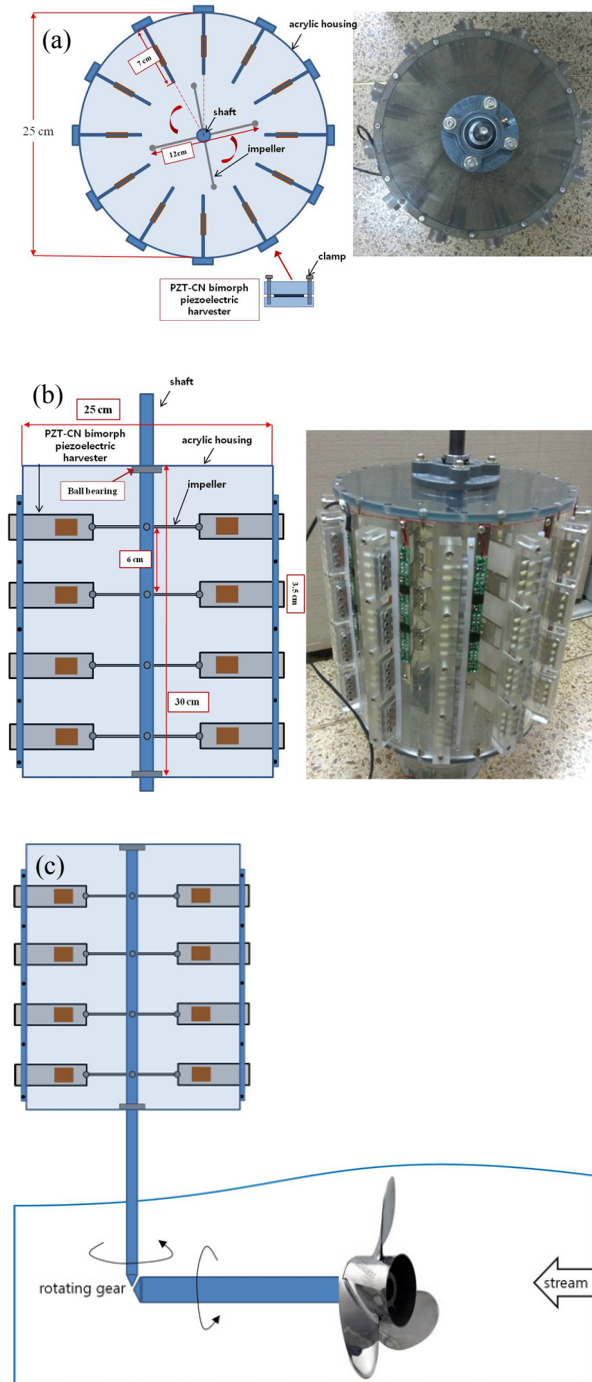 (a)
acrylic housing
7 cm
25 cm
shaft
impeller
12cm
clamp
PZT-CN bimorph
piezoelectric
harvester
(b)
shaft
25 cm
PZT-CN bimorph
piezoelectric
harvester
acrylic housing
Ball bearing
impeller
6 cm
3.5 cm
30 cm
(c)
rotating gear
stream